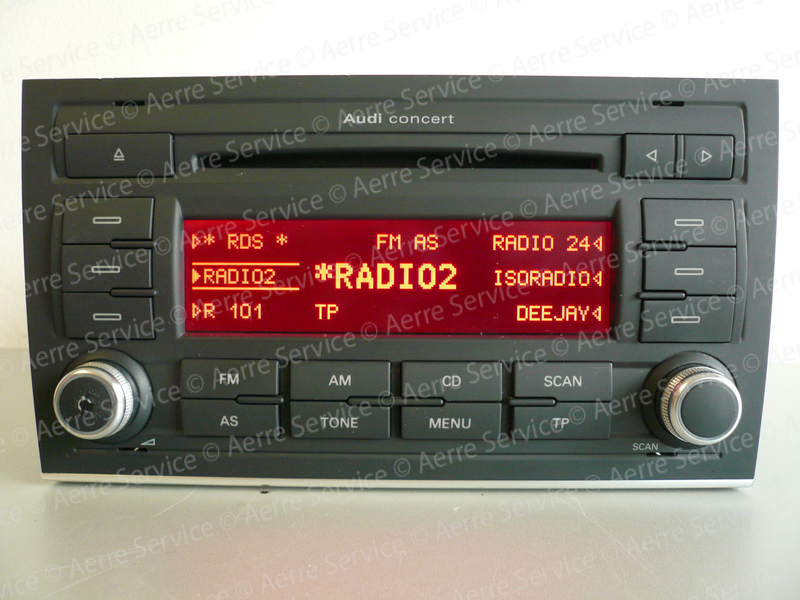 Audi concert
* RDS * FM AS RADIO 24
RADIO2 *RADIO2 ISORADIO
R 101 TP DEEJAY
FM AM CD SCAN
AS TONE MENU TP
SCAN
© Aerre Service